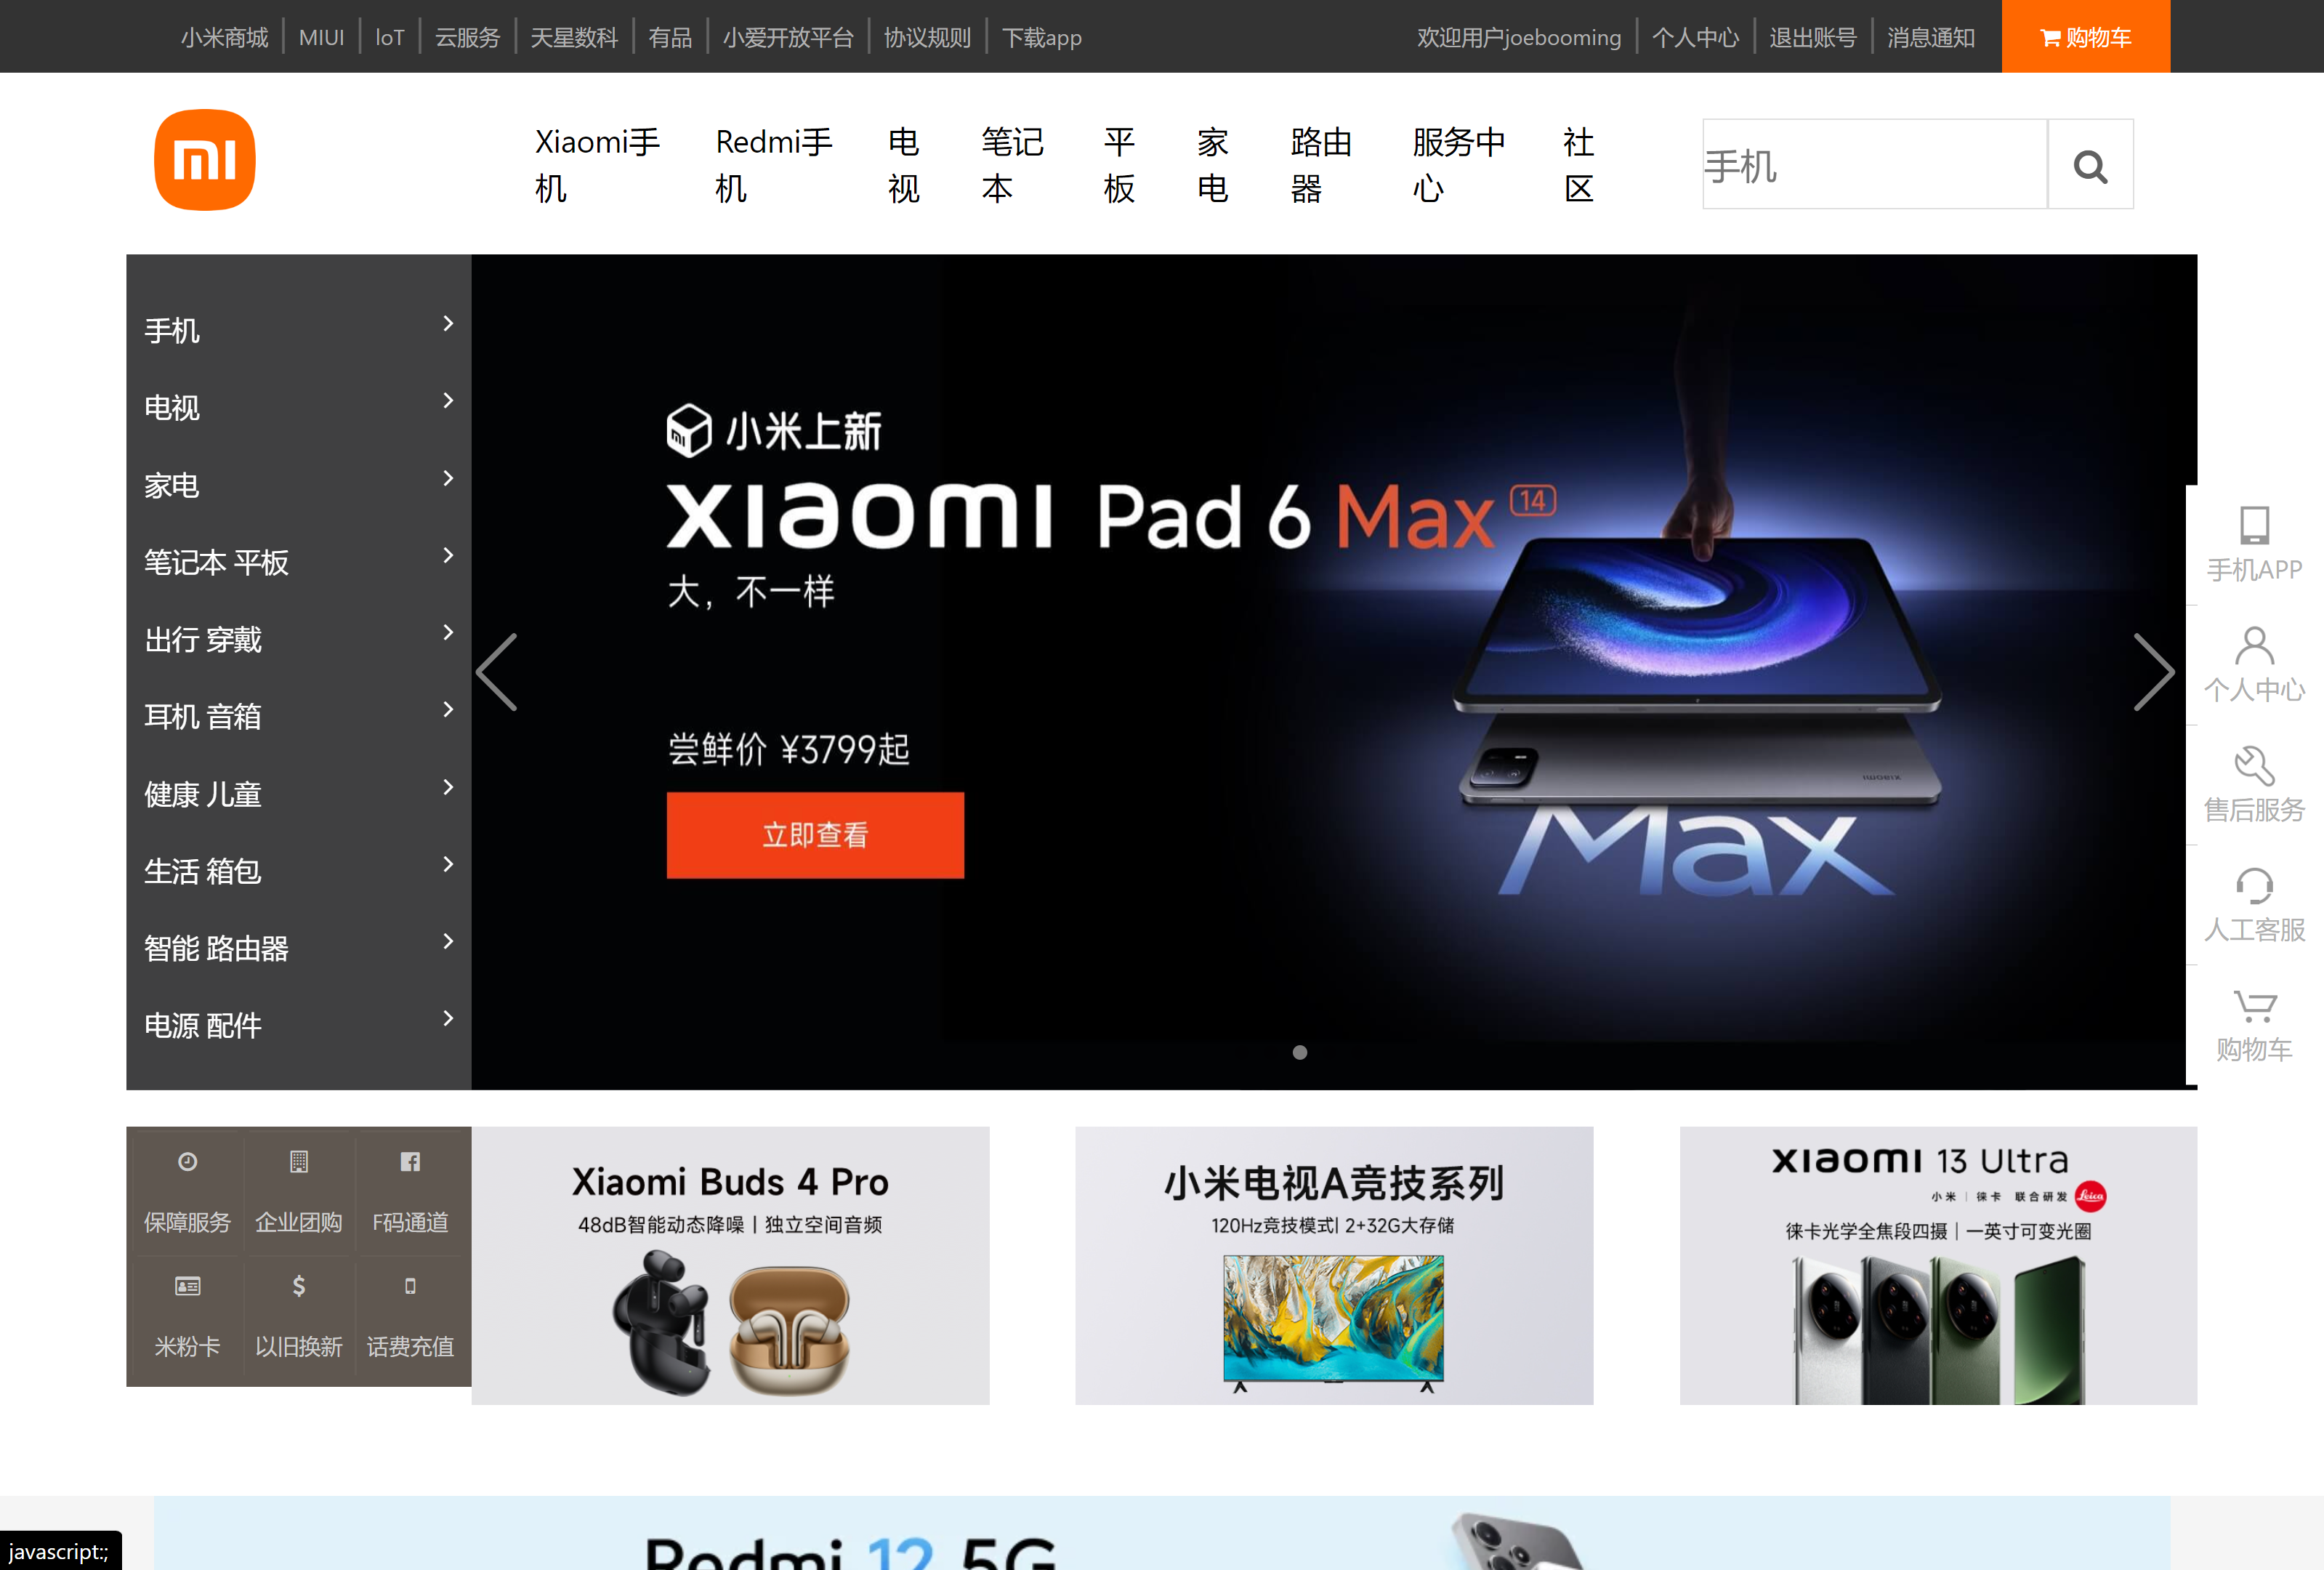 小米商城 MIUI loT 云服务 天星数科 有品 小爱开放平台 协议规则 下载app 欢迎用户joebooming 个人中心 退出账号 消息通知 购物车
Xiaomi手机 Redmi手机 电视 笔记本 平板 家电 路由器 服务中心 社区
手机
手机
电视
家电
笔记本 平板
出行 穿戴
耳机 音箱
健康 儿童
生活 箱包
智能 路由器
电源 配件
小米上新
xiaomi Pad 6 Max 14
大，不一样
尝鲜价 ¥3799起
立即查看
xiaomi
Max
手机APP
个人中心
售后服务
人工客服
购物车
保障服务 企业团购 F码通道
米粉卡 以旧换新 话费充值
Xiaomi Buds 4 Pro
48dB智能动态降噪 | 独立空间音频
小米电视A竞技系列
120Hz竞技模式| 2+32G大存储
xiaomi 13 Ultra
小米 | 徕卡 联合研发 Leica
徕卡光学全焦段四摄 | 一英寸可变光圈
Redmi 12 5G
javascript:;